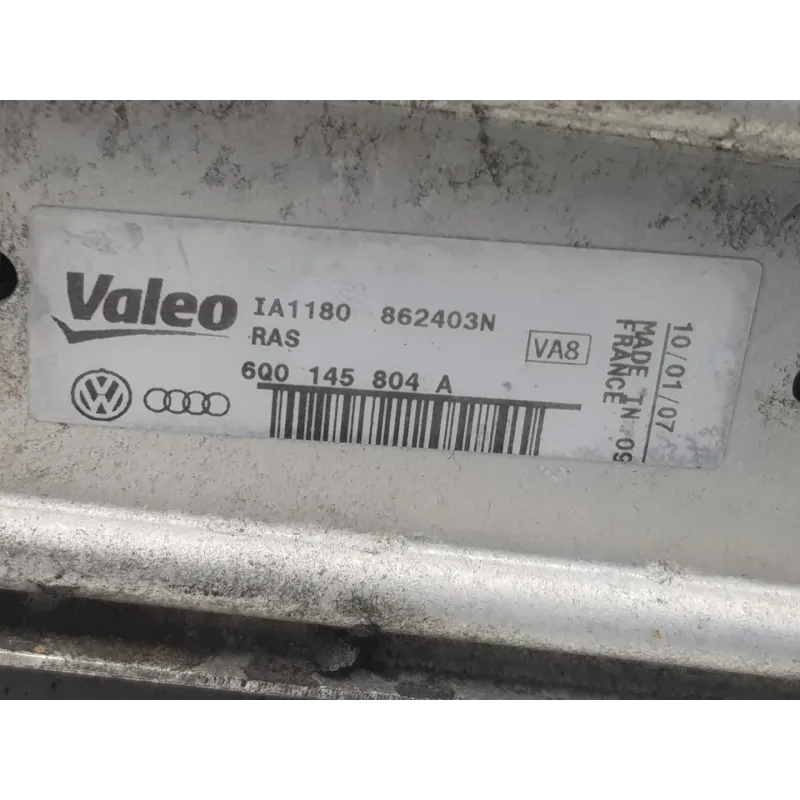 Valeo IA1180 862403N
RAS
VA8
6Q0 145 804 A
10/01/07
MADE IN 09
FRANCE